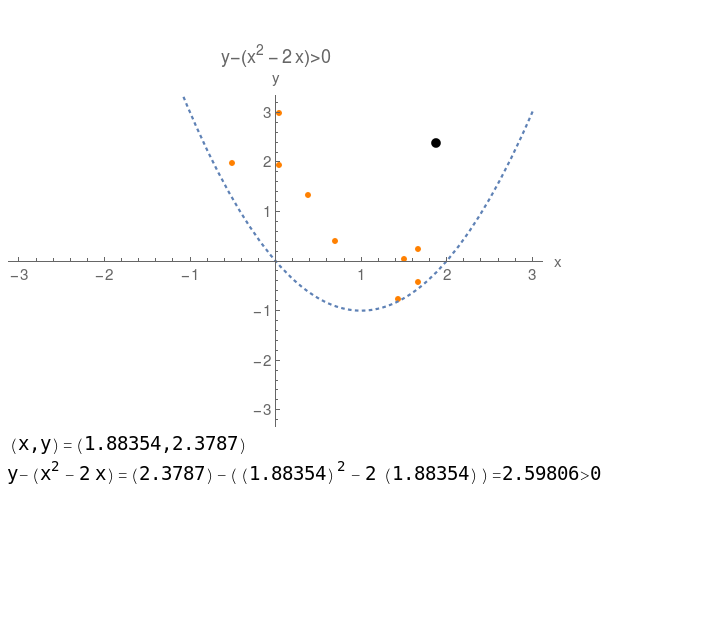 y−(x² − 2 x)>0
y
3
2
1
−3 −2 −1 1 2 3 x
−1
−2
−3
(x,y) = (1.88354,2.3787)
y− (x² − 2 x) = (2.3787) − ( (1.88354)² − 2 (1.88354) ) =2.59806>0